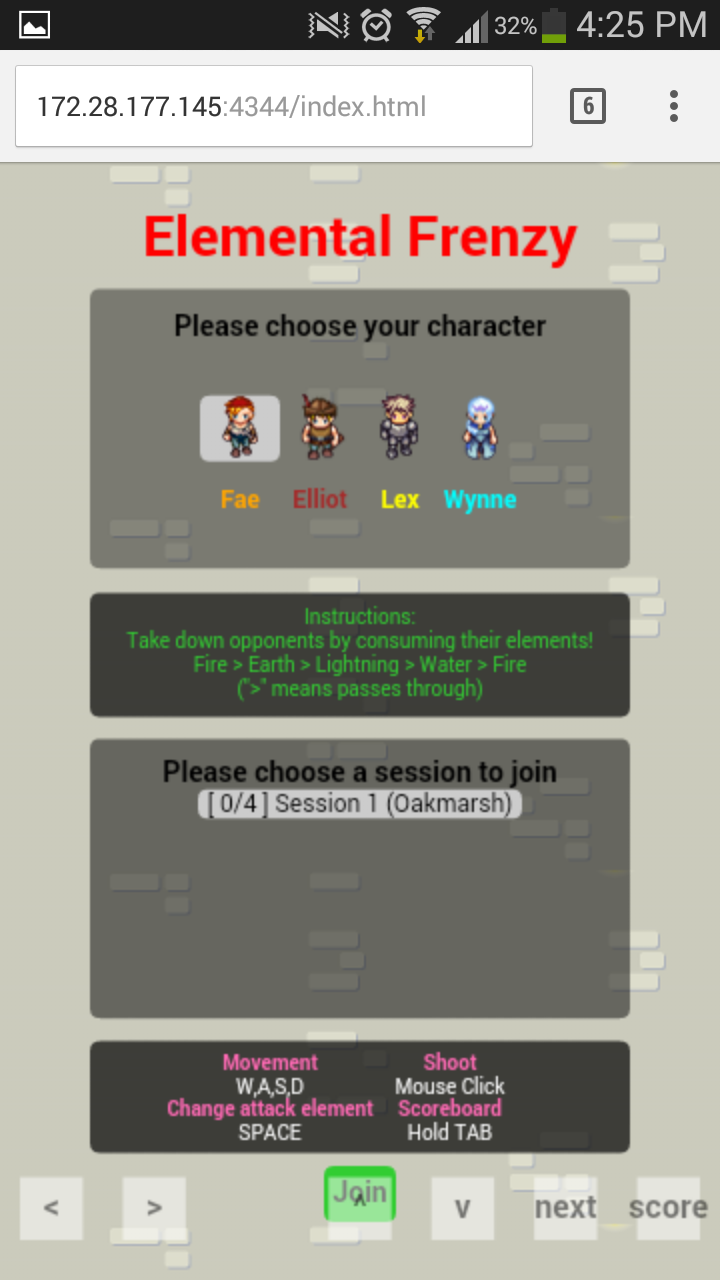 32% 4:25 PM
172.28.177.145:4344/index.html
6
Elemental Frenzy
Please choose your character
Fae Elliot Lex Wynne
Instructions:
Take down opponents by consuming their elements!
Fire > Earth > Lightning > Water > Fire
(">" means passes through)
Please choose a session to join
[ 0/4 ] Session 1 (Oakmarsh)
Movement Shoot
W,A,S,D Mouse Click
Change attack element Scoreboard
SPACE Hold TAB
Join
< > ^ v next score